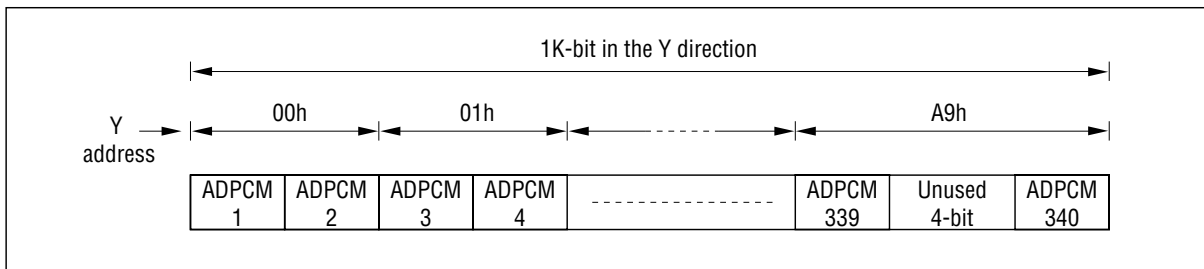 1K-bit in the Y direction
Y
address
00h
01h
A9h
ADPCM
1
ADPCM
2
ADPCM
3
ADPCM
4
ADPCM
339
Unused
4-bit
ADPCM
340